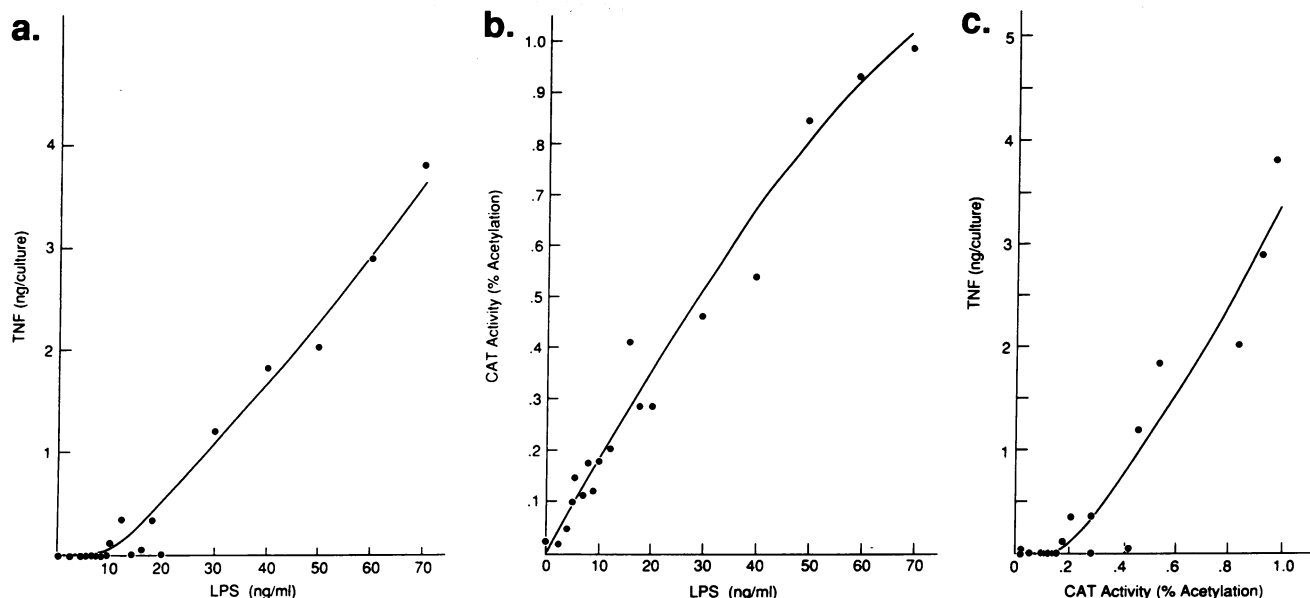 a.
TNF (ng/culture)
4
3
2
1
10 20 30 40 50 60 70
LPS (ng/ml)
b.
CAT Activity (% Acetylation)
1.0
.9
.8
.7
.6
.5
.4
.3
.2
.1
0 10 20 30 40 50 60 70
LPS (ng/ml)
c.
TNF (ng/culture)
5
4
3
2
1
0 .2 .4 .6 .8 1.0
CAT Activity (% Acetylation)